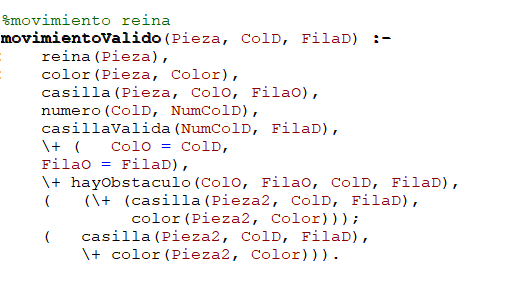 %movimiento reina
movimientoValido(Pieza, ColD, FilaD) :-
reina(Pieza),
color(Pieza, Color),
casilla(Pieza, ColO, FilaO),
numero(ColD, NumColD),
casillaValida(NumColD, FilaD),
\+ ( ColO = ColD,
FilaO = FilaD),
\+ hayObstaculo(ColO, FilaO, ColD, FilaD),
( (\+ (casilla(Pieza2, ColD, FilaD),
color(Pieza2, Color)));
( casilla(Pieza2, ColD, FilaD),
\+ color(Pieza2, Color))).